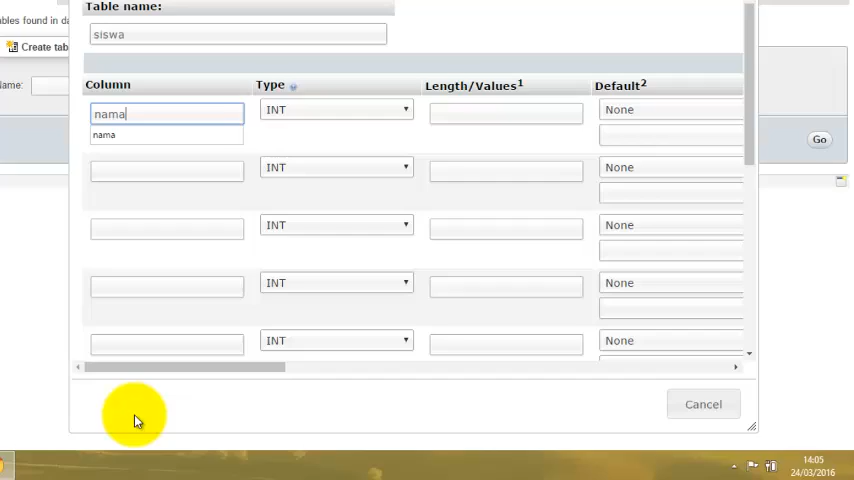 Table name:
ables found in da
siswa
Create tab
Name:
Column Type Length/Values1 Default2
nama INT None
nama
Go
INT None
INT None
INT None
INT None
Cancel
14:05
24/03/2016